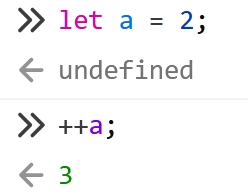 let a = 2;
undefined
++a;
3